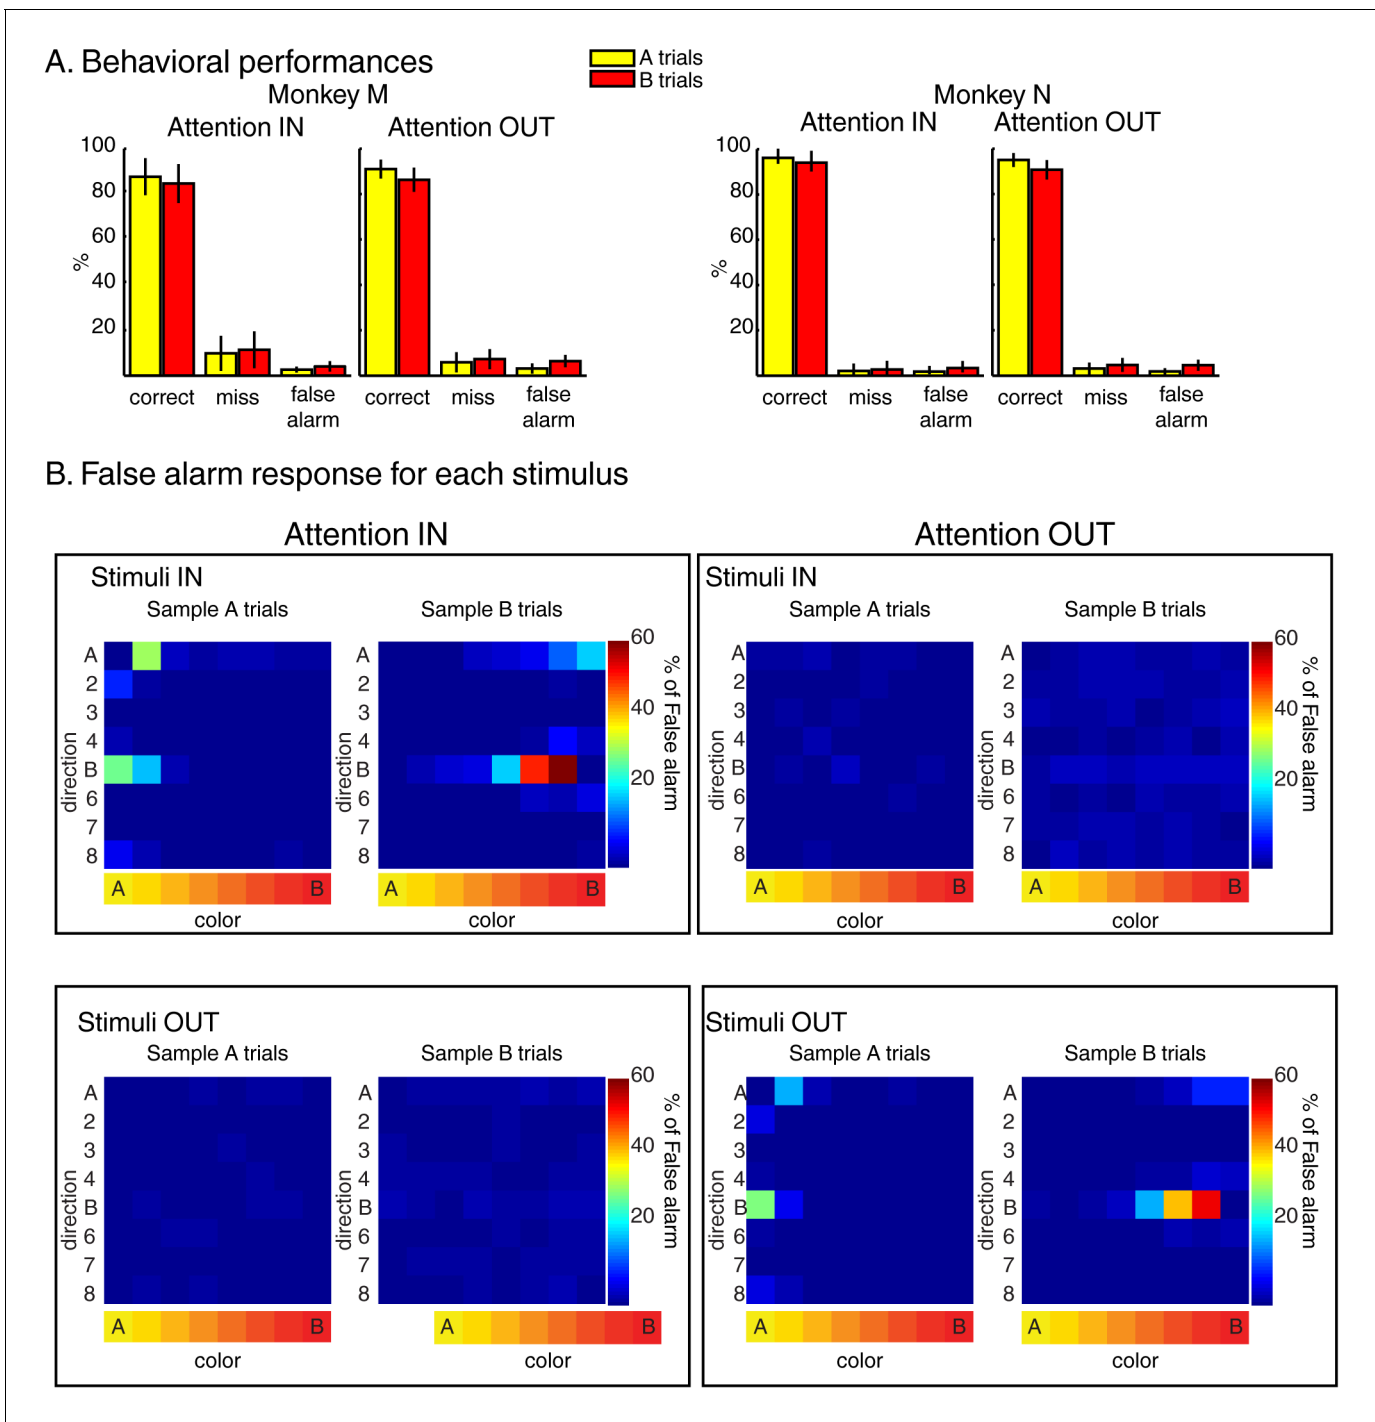 A. Behavioral performances
A trials
B trials
Monkey M
Monkey N
Attention IN
Attention OUT
Attention IN
Attention OUT
100
80
60
40
20
%
correct
miss
false
alarm
correct
miss
false
alarm
100
80
60
40
20
%
correct
miss
false
alarm
correct
miss
false
alarm
B. False alarm response for each stimulus
Attention IN
Attention OUT
Stimuli IN
Sample A trials
Sample B trials
direction
A
2
3
4
B
6
7
8
A B
color
direction
A
2
3
4
B
6
7
8
A B
color
60
40
20
% of False alarm
Stimuli IN
Sample A trials
Sample B trials
direction
A
2
3
4
B
6
7
8
A B
color
direction
A
2
3
4
B
6
7
8
A B
color
60
40
20
% of False alarm
Stimuli OUT
Sample A trials
Sample B trials
direction
A
2
3
4
B
6
7
8
A B
color
direction
A
2
3
4
B
6
7
8
A B
color
60
40
20
% of False alarm
Stimuli OUT
Sample A trials
Sample B trials
direction
A
2
3
4
B
6
7
8
A B
color
direction
A
2
3
4
B
6
7
8
A B
color
60
40
20
% of False alarm